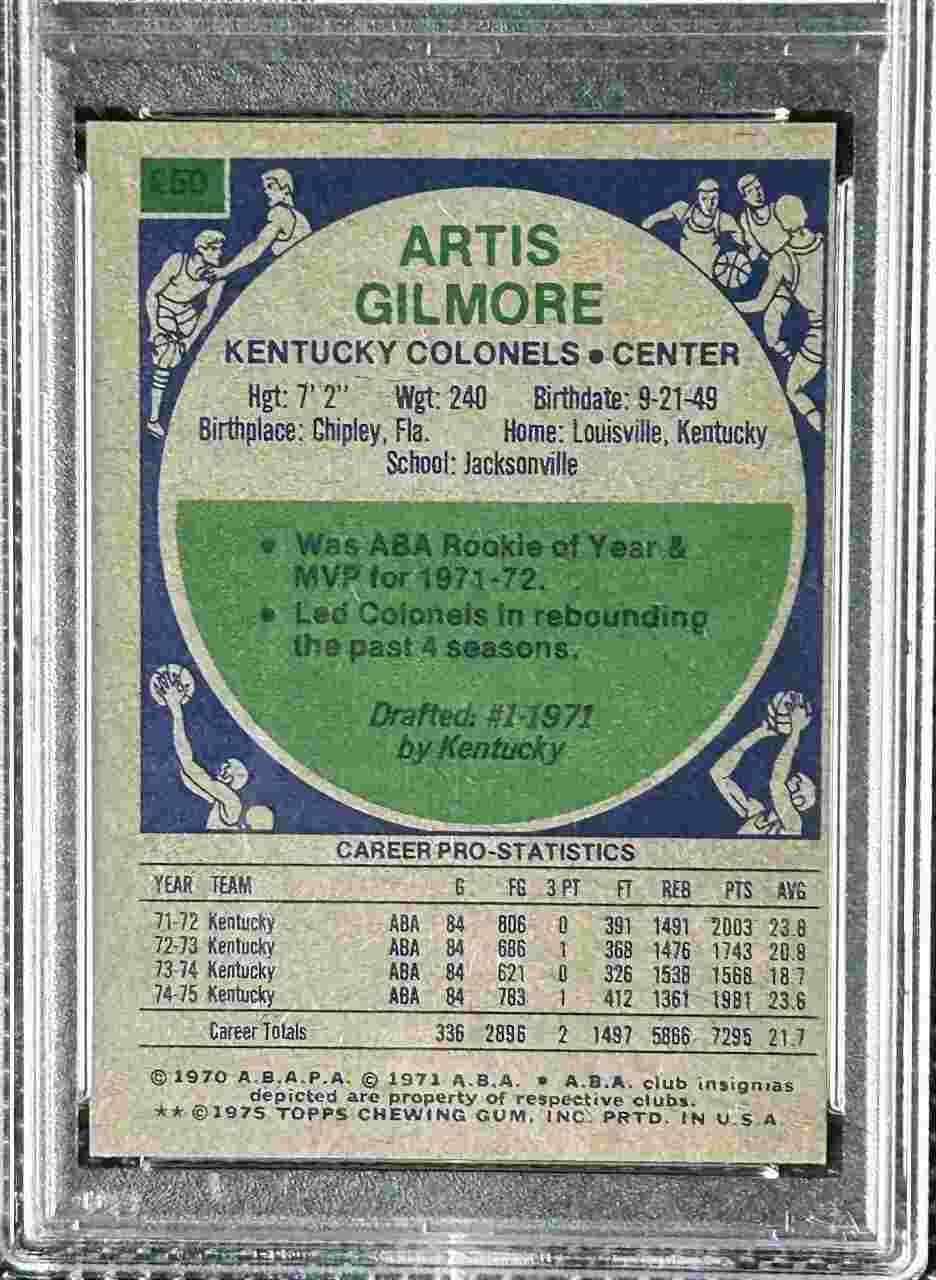 250
ARTIS
GILMORE
KENTUCKY COLONELS • CENTER
Hgt: 7' 2" Wgt: 240 Birthdate: 9-21-49
Birthplace: Chipley, Fla. Home: Louisville, Kentucky
School: Jacksonville
• Was ABA Rookie of Year &
MVP for 1971-72.
• Led Colonels in rebounding
the past 4 seasons.
Drafted: #1-1971
by Kentucky
CAREER PRO-STATISTICS
YEAR TEAM G FG 3 PT FT REB PTS AVG
71-72 Kentucky ABA 84 806 0 391 1491 2003 23.8
72-73 Kentucky ABA 84 686 1 368 1476 1743 20.8
73-74 Kentucky ABA 84 621 0 326 1538 1568 18.7
74-75 Kentucky ABA 84 783 1 412 1361 1981 23.6
Career Totals 336 2896 2 1497 5866 7295 21.7
© 1970 A.B.A.P.A. © 1971 A.B.A. • A.B.A. club insignias
depicted are property of respective clubs.
** © 1975 TOPPS CHEWING GUM, INC. PRTD. IN U.S.A.